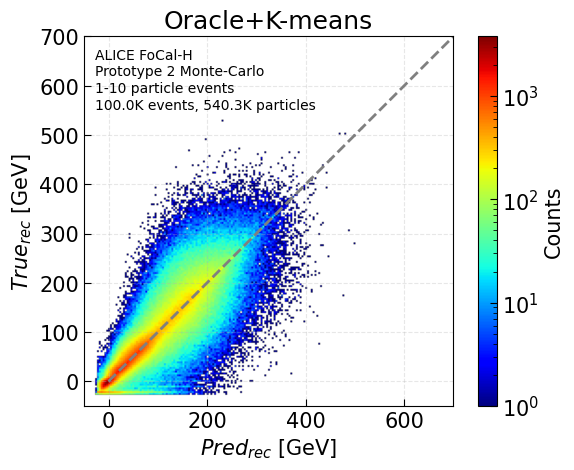 Oracle+K-means
ALICE FoCal-H
Prototype 2 Monte-Carlo
1-10 particle events
100.0K events, 540.3K particles
700
600
500
400
300
200
100
0
True_rec [GeV]
0 200 400 600
Pred_rec [GeV]
10^3
10^2
10^1
10^0
Counts